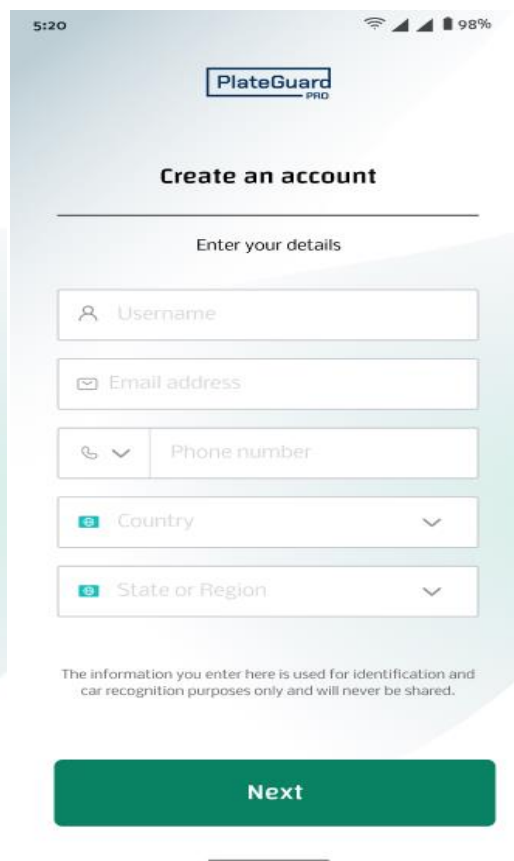 5:20
98%
PlateGuard
PRO
Create an account
Enter your details
Username
Email address
Phone number
Country
State or Region
The information you enter here is used for identification and
car recognition purposes only and will never be shared.
Next